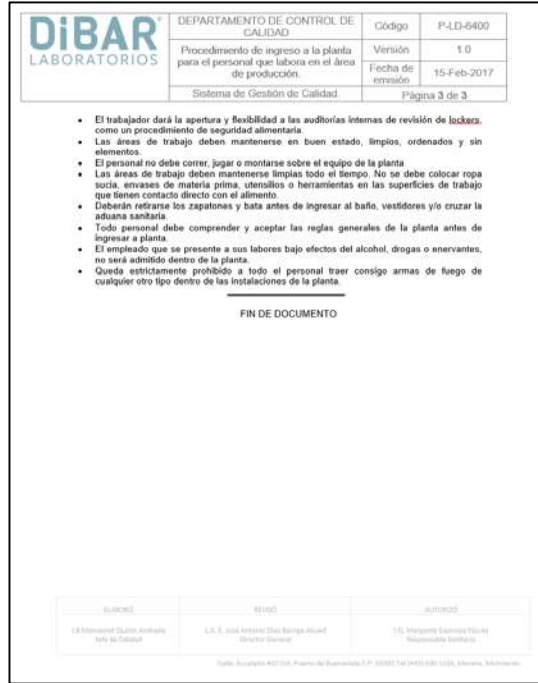 DiBAR
LABORATORIOS
DEPARTAMENTO DE CONTROL DE
CALIDAD
Código
P-LD-6400
Procedimiento de ingreso a la planta
para el personal que labora en el área
de producción.
Versión
1.0
Fecha de
emisión
15-Feb-2017
Sistema de Gestión de Calidad.
Página 3 de 3
• El trabajador dará la apertura y flexibilidad a las auditorías internas de revisión de lockers,
como un procedimiento de seguridad alimentaria.
• Las áreas de trabajo deben mantenerse en buen estado, limpios, ordenados y sin
elementos.
• El personal no debe correr, jugar o montarse sobre el equipo de la planta
• Las áreas de trabajo deben mantenerse limpias todo el tiempo. No se debe colocar ropa
sucia, envases de materia prima, utensilios o herramientas en las superficies de trabajo
que tienen contacto directo con el alimento.
• Deberán retirarse los zapatones y bata antes de ingresar al baño, vestidores y/o cruzar la
aduana sanitaria.
• Todo personal debe comprender y aceptar las reglas generales de la planta antes de
ingresar a planta.
• El empleado que se presente a sus labores bajo efectos del alcohol, drogas o enervantes,
no será admitido dentro de la planta.
• Queda estrictamente prohibido a todo el personal traer consigo armas de fuego de
cualquier otro tipo dentro de las instalaciones de la planta.
FIN DE DOCUMENTO
ELABORÓ
REVISÓ
AUTORIZÓ
Jefe de Calidad
Director General
Responsable Sanitario